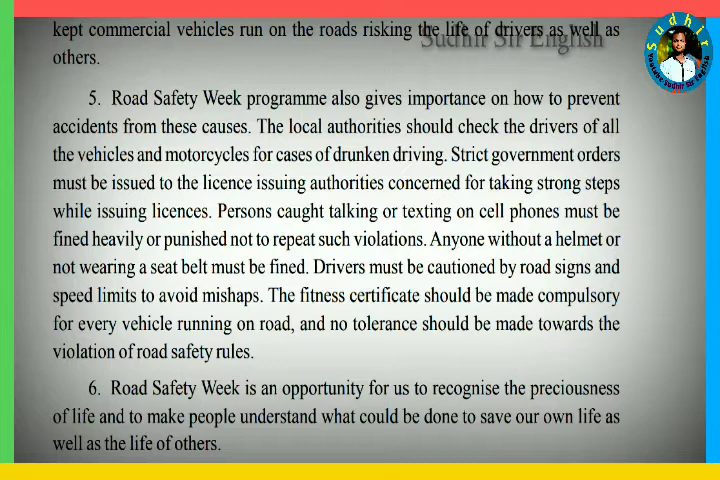 kept commercial vehicles run on the roads risking the life of drivers as well as
Sudhir Sir English
others.
5. Road Safety Week programme also gives importance on how to prevent
accidents from these causes. The local authorities should check the drivers of all
the vehicles and motorcycles for cases of drunken driving. Strict government orders
must be issued to the licence issuing authorities concerned for taking strong steps
while issuing licences. Persons caught talking or texting on cell phones must be
fined heavily or punished not to repeat such violations. Anyone without a helmet or
not wearing a seat belt must be fined. Drivers must be cautioned by road signs and
speed limits to avoid mishaps. The fitness certificate should be made compulsory
for every vehicle running on road, and no tolerance should be made towards the
violation of road safety rules.
6. Road Safety Week is an opportunity for us to recognise the preciousness
of life and to make people understand what could be done to save our own life as
well as the life of others.
Sudhir
Youtube Sudhir Sir English